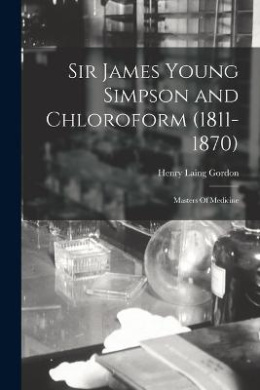 Sir James Young
Simpson and
Chloroform (1811-
1870)
Henry Laing Gordon
Masters Of Medicine